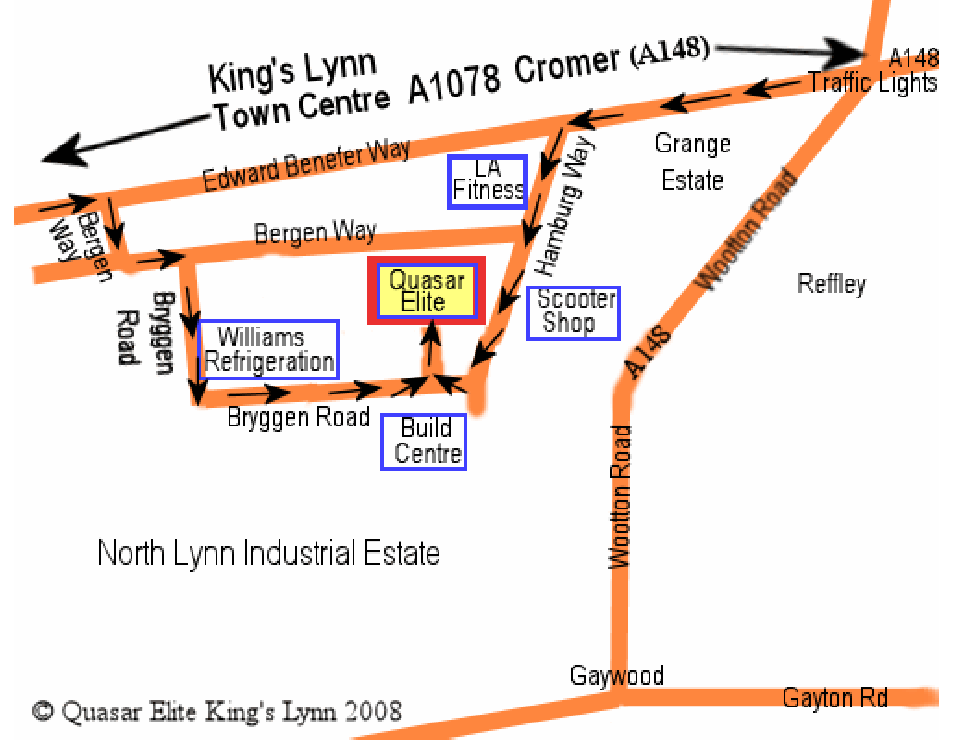 King's Lynn
Town Centre
A1078 Cromer (A148)
A148
Traffic Lights
Edward Benefer Way
LA
Fitness
Grange
Estate
Hamburg Way
Wootton Road
Bergen
Way
Bergen Way
Reffley
Quasar
Elite
Scooter
Shop
Bryggen
Road
Williams
Refrigeration
A14S
Bryggen Road
Build
Centre
Wootton Road
North Lynn Industrial Estate
Gaywood
Gayton Rd
© Quasar Elite King's Lynn 2008